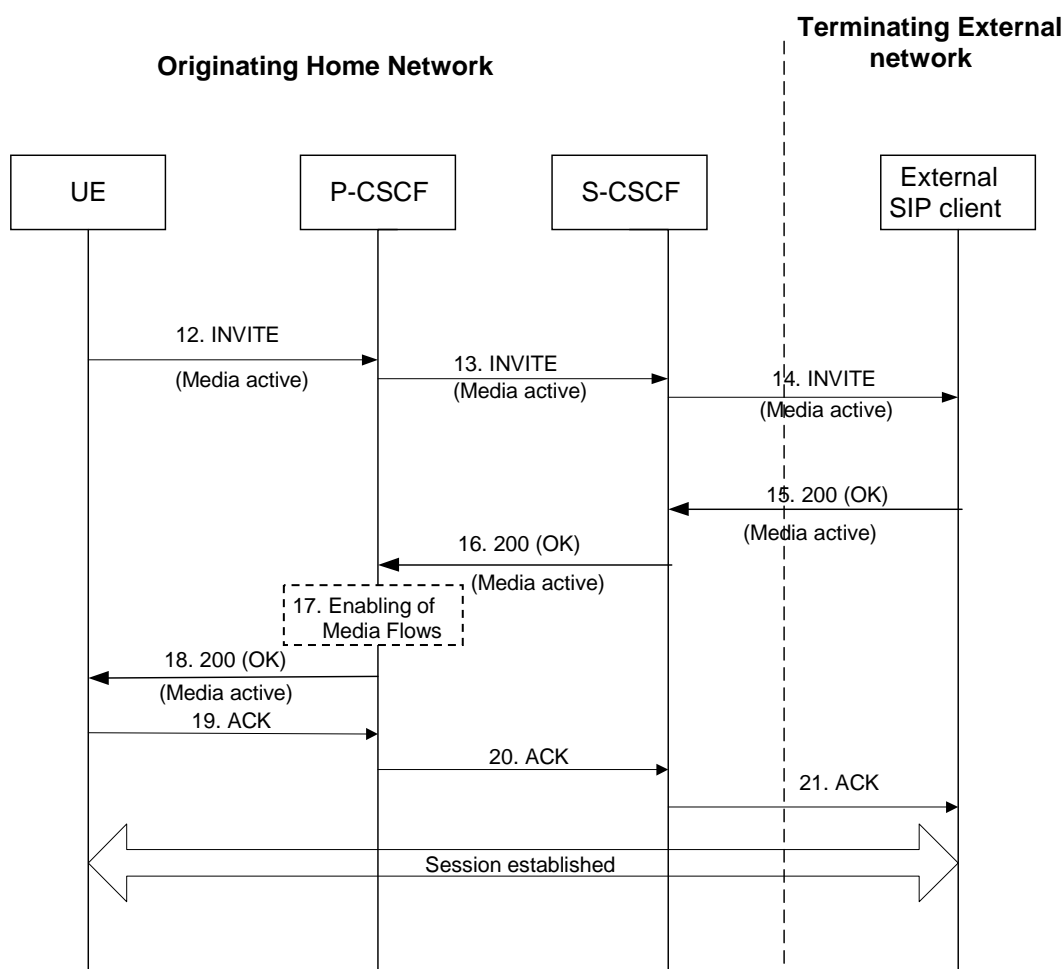 Terminating External
network
Originating Home Network
UE
P-CSCF
S-CSCF
External
SIP client
12. INVITE
(Media active)
13. INVITE
(Media active)
14. INVITE
(Media active)
15. 200 (OK)
(Media active)
16. 200 (OK)
(Media active)
17. Enabling of
Media Flows
18. 200 (OK)
(Media active)
19. ACK
20. ACK
21. ACK
Session established